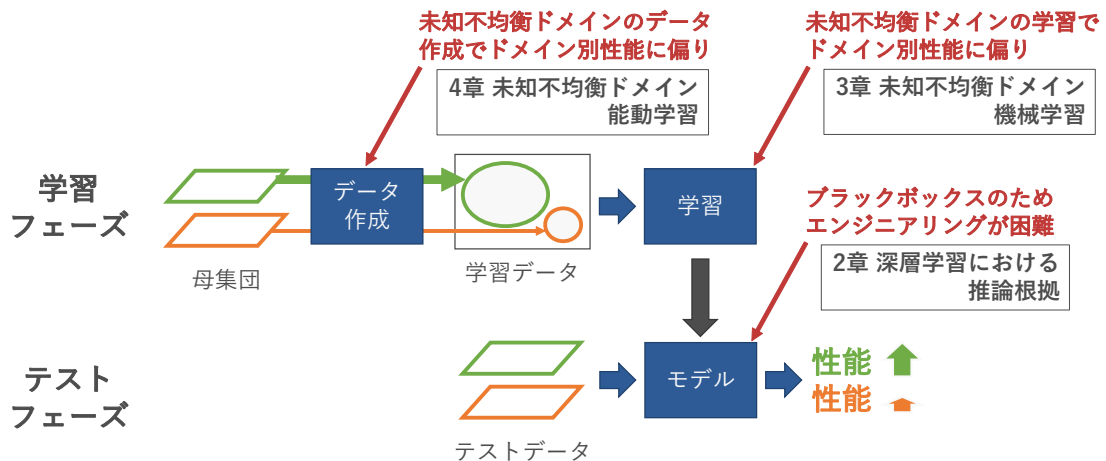 未知不均衡ドメインのデータ
作成でドメイン別性能に偏り
4章 未知不均衡ドメイン
能動学習
未知不均衡ドメインの学習で
ドメイン別性能に偏り
3章 未知不均衡ドメイン
機械学習
学習
フェーズ
データ
作成
学習
母集団
学習データ
ブラックボックスのため
エンジニアリングが困難
2章 深層学習における
推論根拠
テスト
フェーズ
モデル
性能
性能
テストデータ